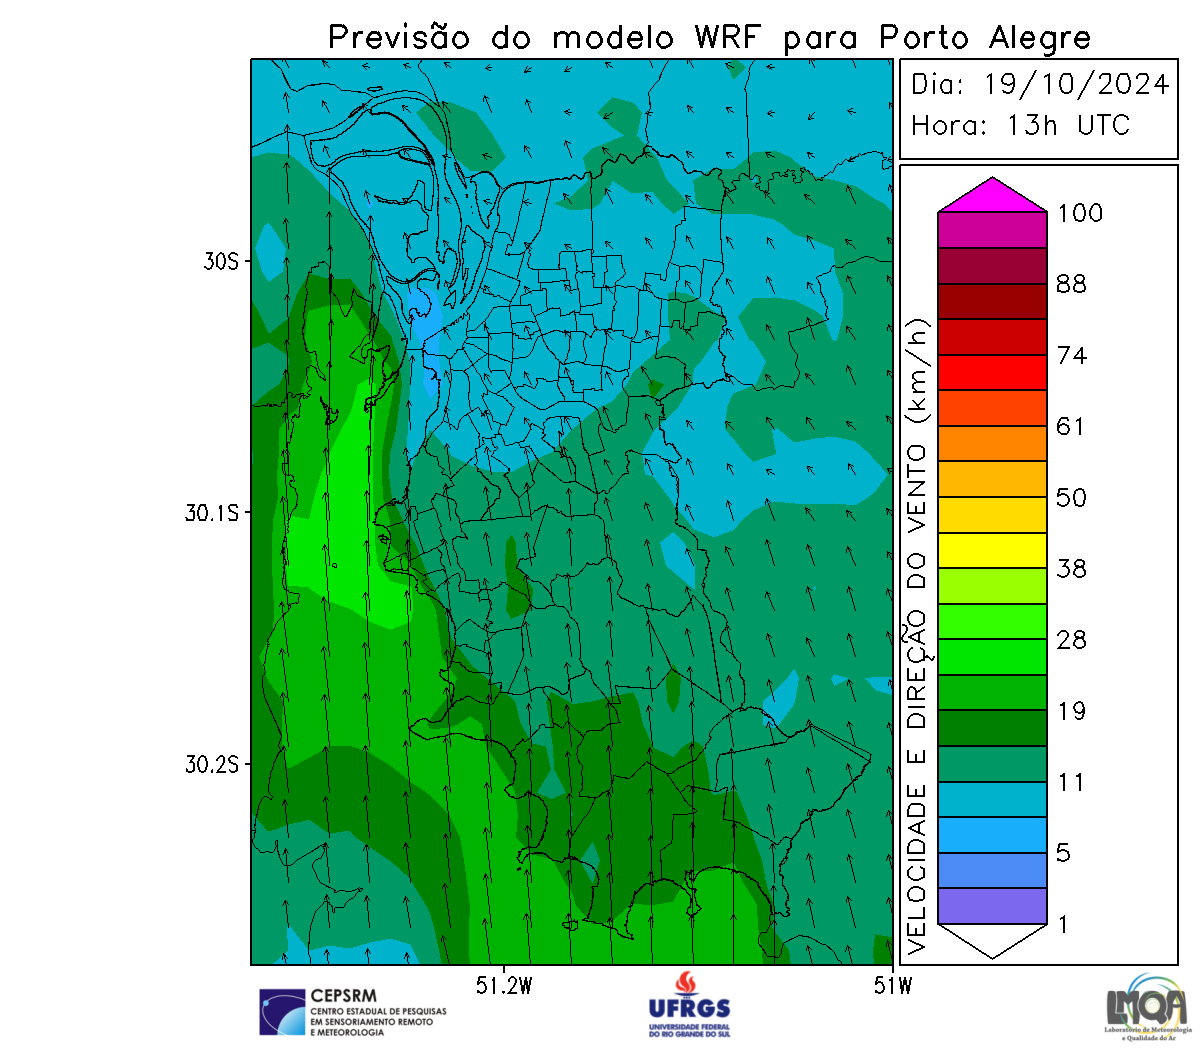 Previsão do modelo WRF para Porto Alegre
Dia: 19/10/2024
Hora: 13h UTC
30S
30.1S
30.2S
51.2W
51W
VELOCIDADE E DIREÇÃO DO VENTO (km/h)
100
88
74
61
50
38
28
19
11
5
1
CEPSRM
CENTRO ESTADUAL DE PESQUISAS
EM SENSORIAMENTO REMOTO
E METEOROLOGIA
UFRGS
UNIVERSIDADE FEDERAL
DO RIO GRANDE DO SUL
LMQA
Laboratório de Meteorologia
e Qualidade do Ar